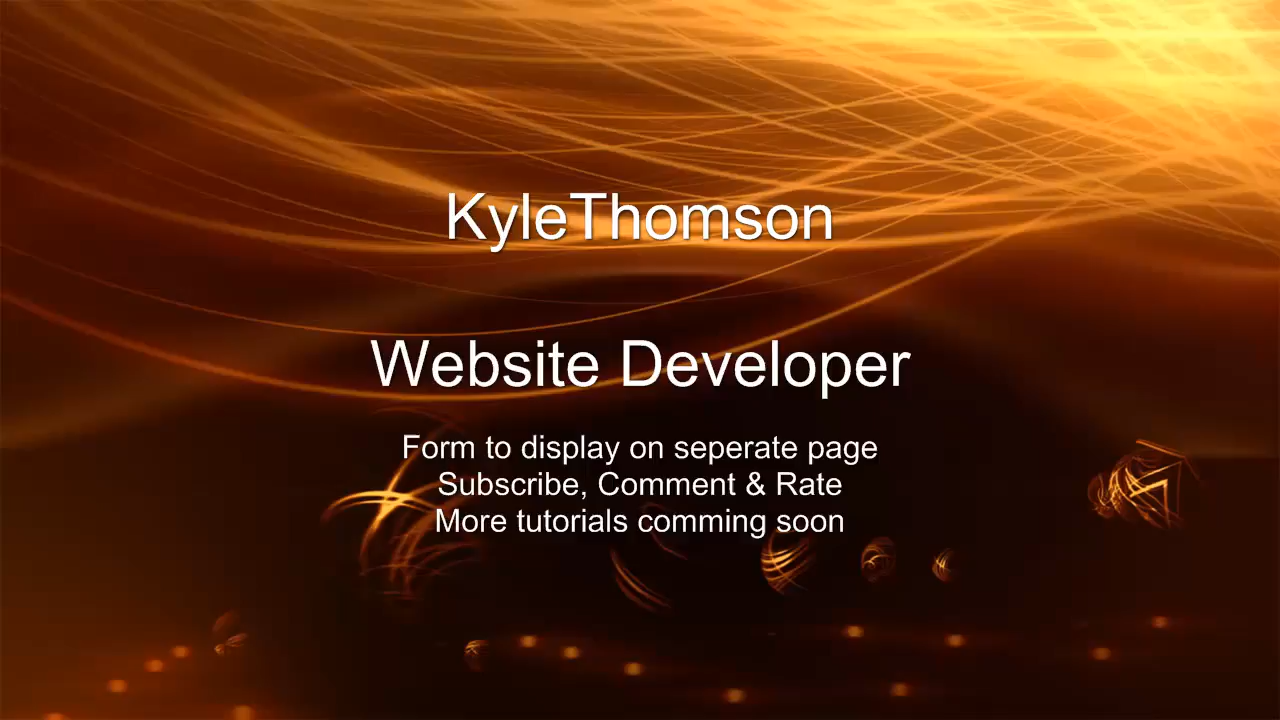 KyleThomson
Website Developer
Form to display on seperate page
Subscribe, Comment & Rate
More tutorials comming soon